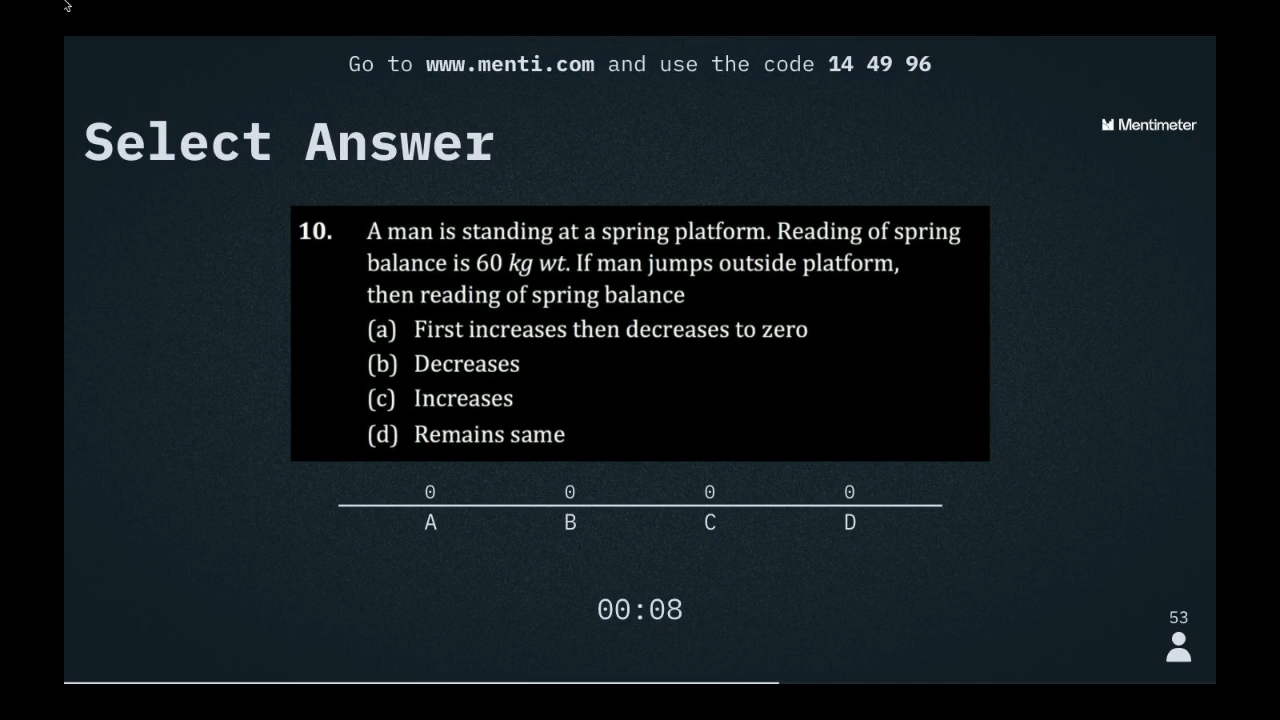 Go to www.menti.com and use the code 14 49 96
Select Answer
Mentimeter
10. A man is standing at a spring platform. Reading of spring
balance is 60 kg wt. If man jumps outside platform,
then reading of spring balance
(a) First increases then decreases to zero
(b) Decreases
(c) Increases
(d) Remains same
0 0 0 0
A B C D
00:08
53